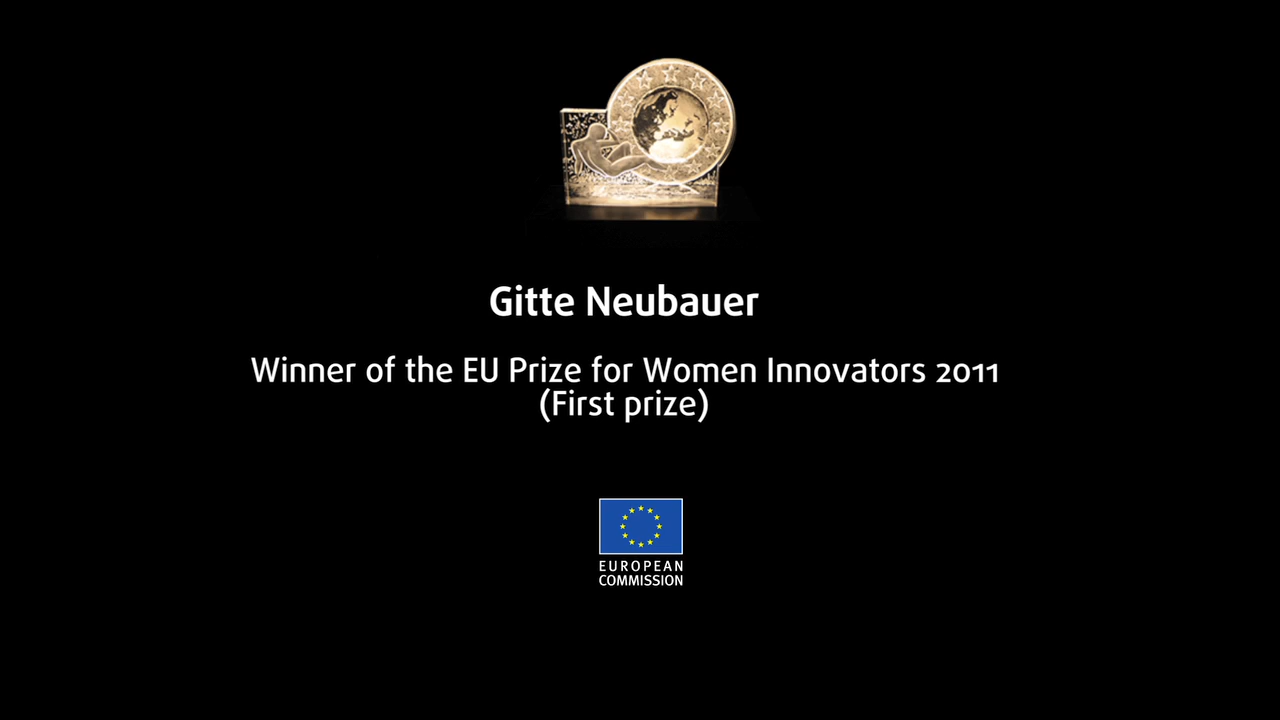 Gitte Neubauer
Winner of the EU Prize for Women Innovators 2011
(First prize)
EUROPEAN
COMMISSION